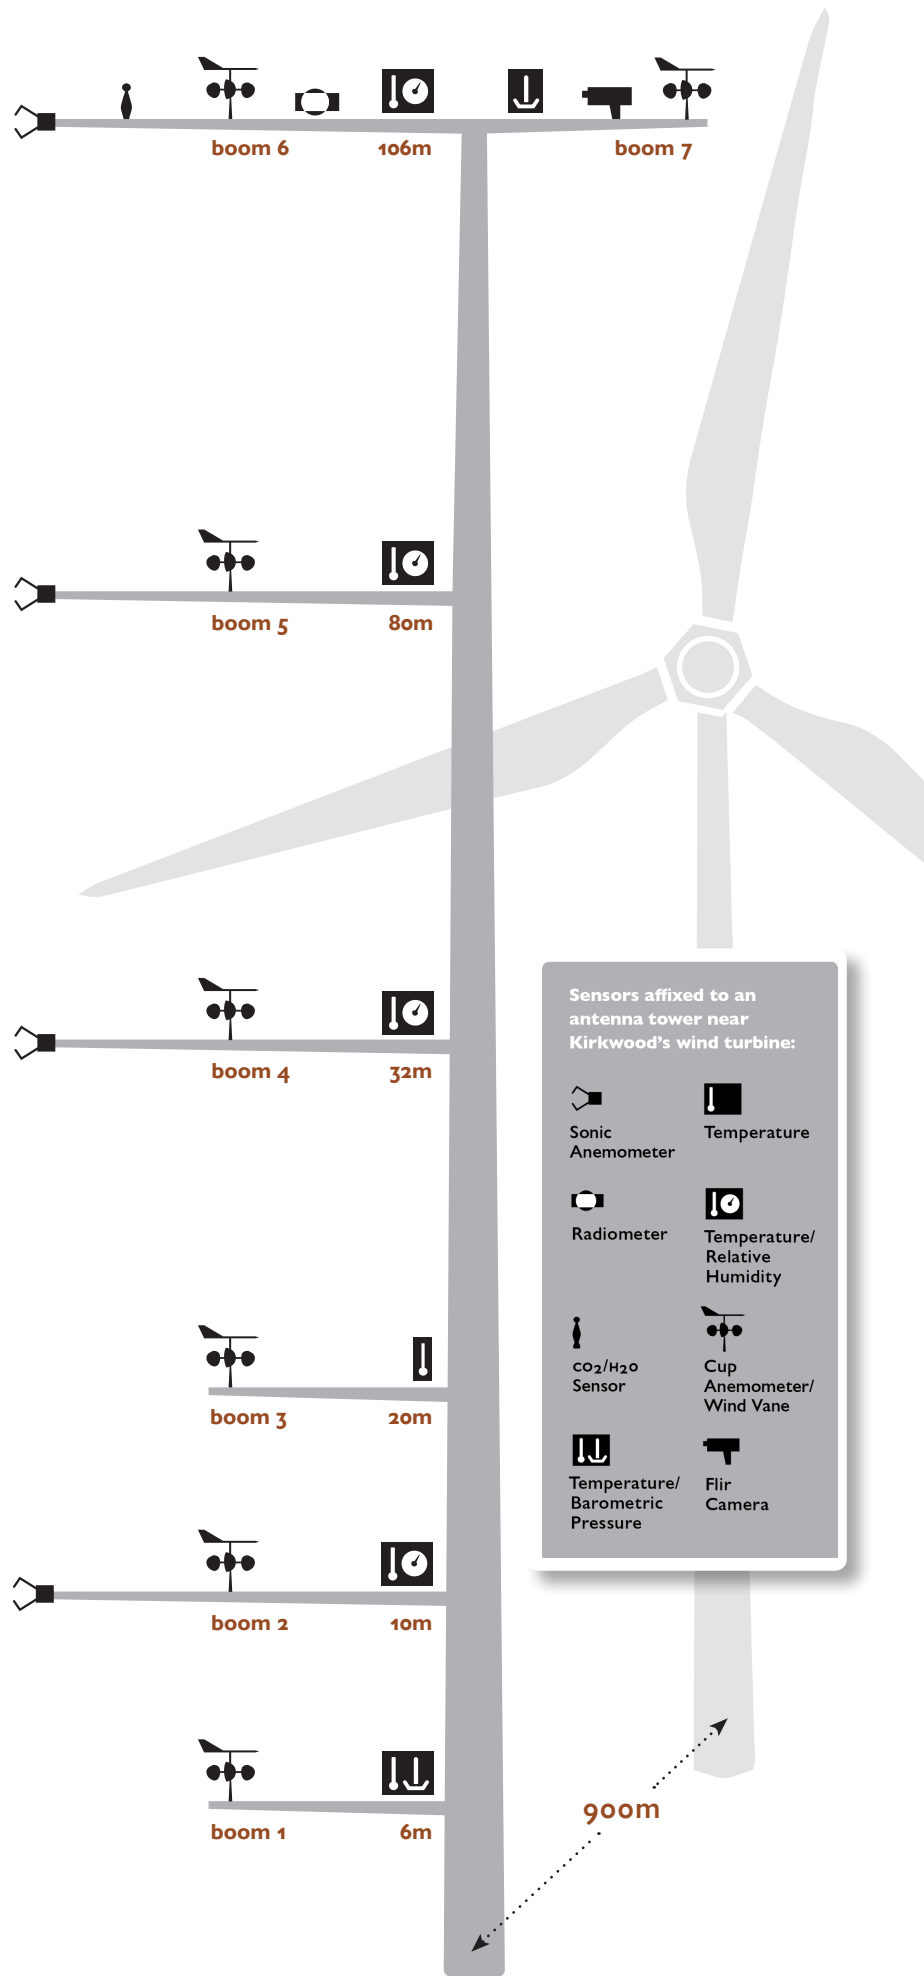 boom 6
106m
boom 7
boom 5
80m
boom 4
32m
boom 3
20m
boom 2
10m
boom 1
6m
900m
Sensors affixed to an
antenna tower near
Kirkwood's wind turbine:
Sonic
Anemometer
Temperature
Radiometer
Temperature/
Relative
Humidity
CO2/H2O
Sensor
Cup
Anemometer/
Wind Vane
Temperature/
Barometric
Pressure
Flir
Camera